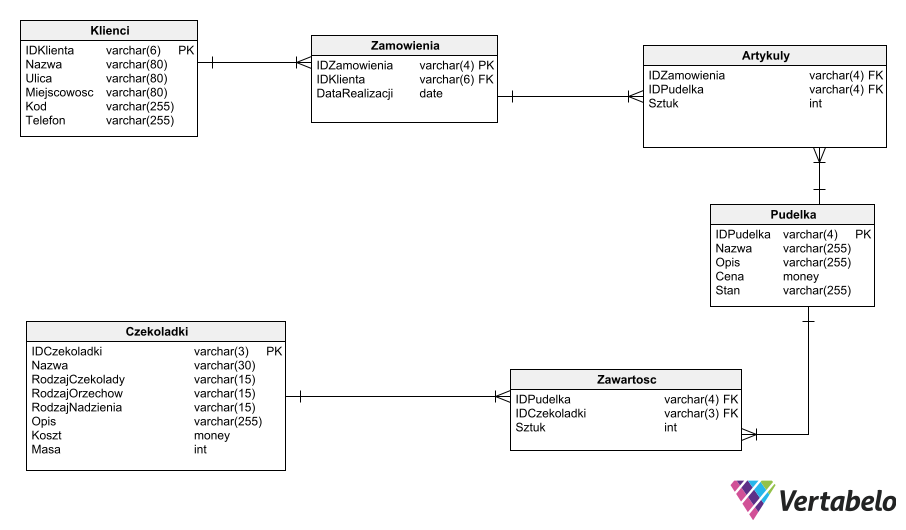 Klienci
IDKlienta varchar(6) PK
Nazwa varchar(80)
Ulica varchar(80)
Miejscowosc varchar(80)
Kod varchar(255)
Telefon varchar(255)
Zamowienia
IDZamowienia varchar(4) PK
IDKlienta varchar(6) FK
DataRealizacji date
Artykuly
IDZamowienia varchar(4) FK
IDPudelka varchar(4) FK
Sztuk int
Pudelka
IDPudelka varchar(4) PK
Nazwa varchar(255)
Opis varchar(255)
Cena money
Stan varchar(255)
Czekoladki
IDCzekoladki varchar(3) PK
Nazwa varchar(30)
RodzajCzekolady varchar(15)
RodzajOrzechow varchar(15)
RodzajNadzienia varchar(15)
Opis varchar(255)
Koszt money
Masa int
Zawartosc
IDPudelka varchar(4) FK
IDCzekoladki varchar(3) FK
Sztuk int
Vertabelo